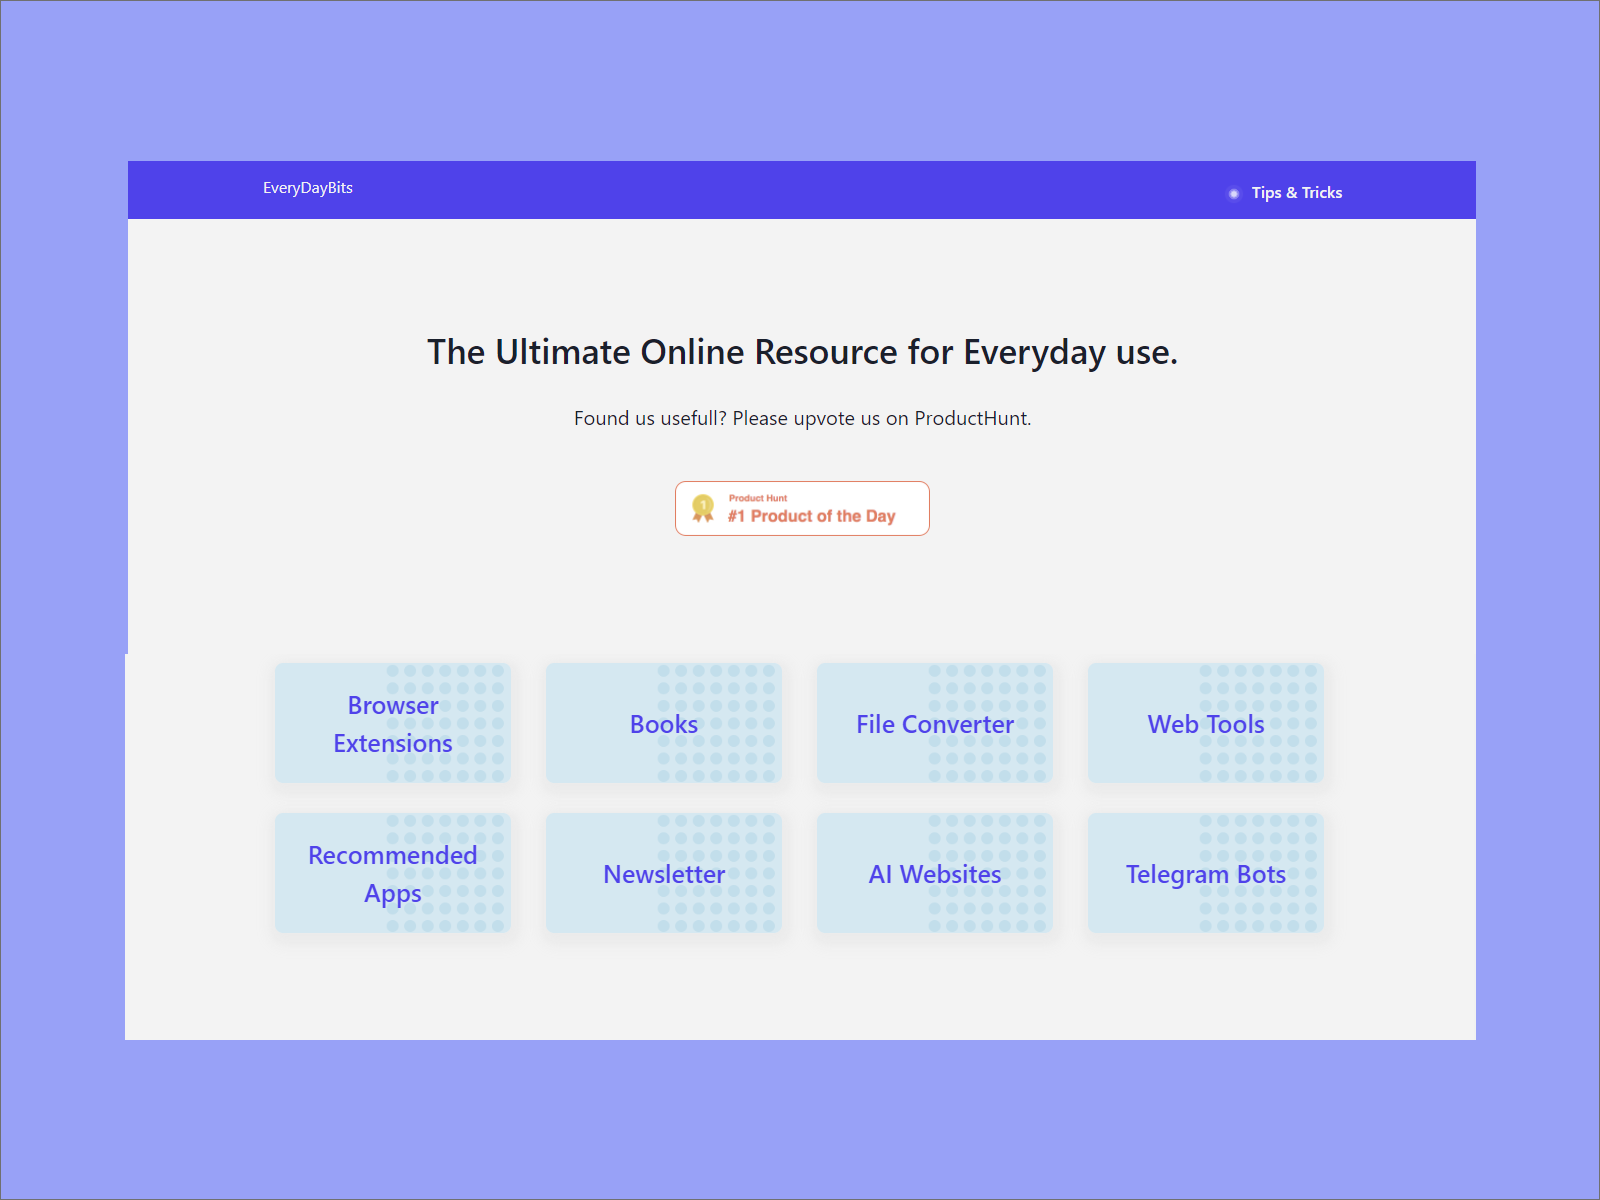 EveryDayBits
Tips & Tricks
The Ultimate Online Resource for Everyday use.
Found us usefull? Please upvote us on ProductHunt.
1
Product Hunt
#1 Product of the Day
Browser
Extensions
Books
File Converter
Web Tools
Recommended
Apps
Newsletter
AI Websites
Telegram Bots